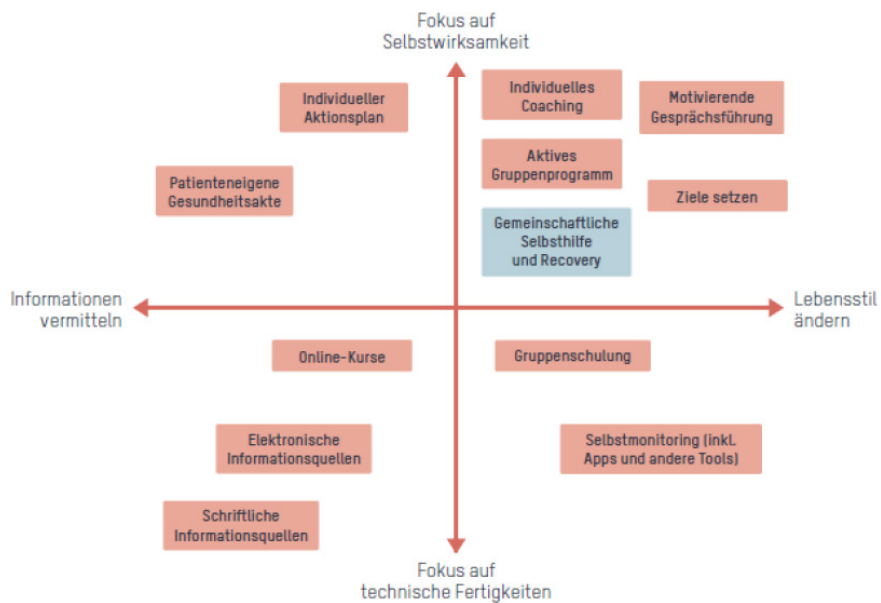 Fokus auf
Selbstwirksamkeit
Individueller
Aktionsplan
Individuelles
Coaching
Motivierende
Gesprächsführung
Patienteneigene
Gesundheitsakte
Aktives
Gruppenprogramm
Ziele setzen
Gemeinschaftliche
Selbsthilfe
und Recovery
Informationen
vermitteln
Lebensstil
ändern
Online-Kurse
Gruppenschulung
Elektronische
Informationsquellen
Selbstmonitoring (inkl.
Apps und andere Tools)
Schriftliche
Informationsquellen
Fokus auf
technische Fertigkeiten